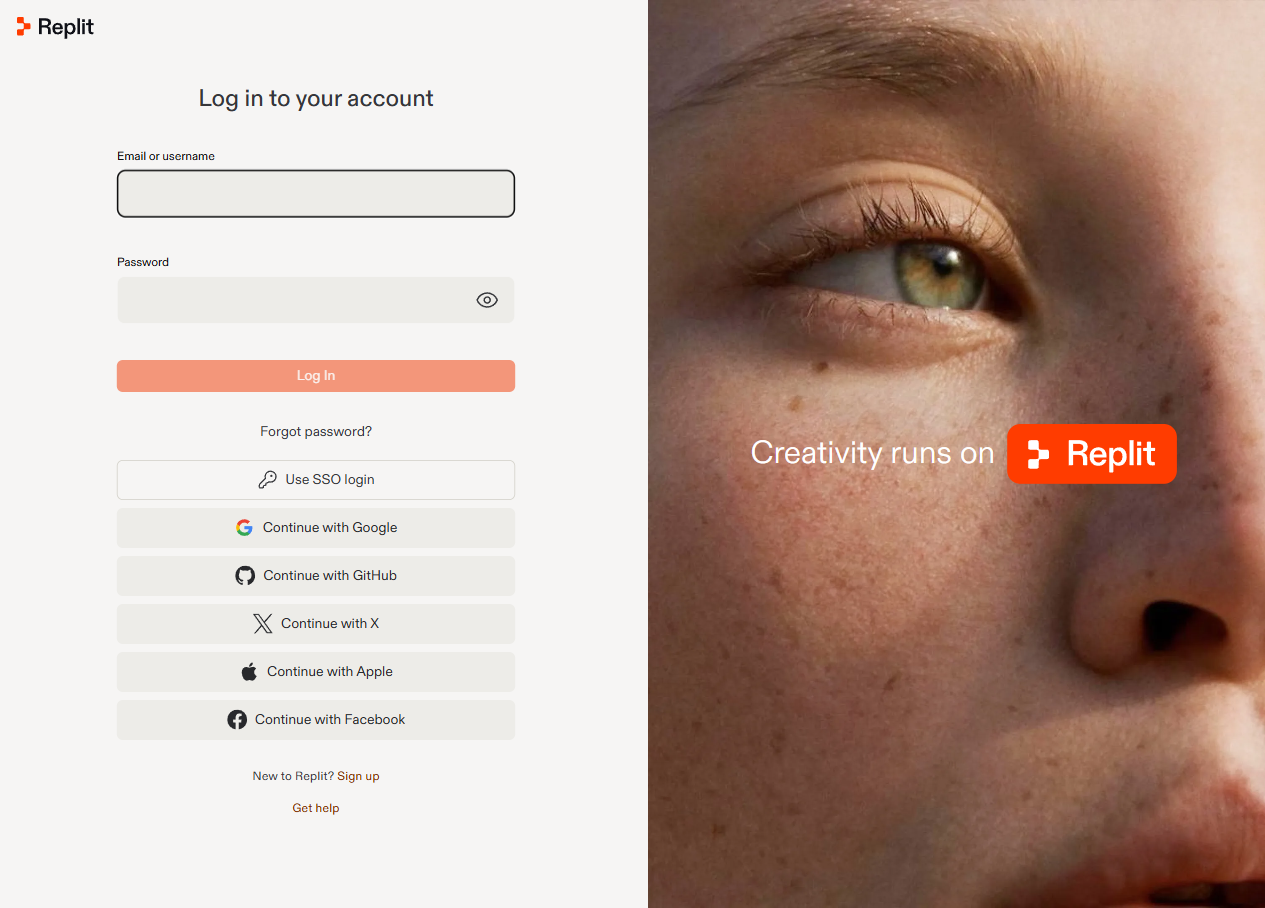 Replit
Log in to your account
Email or username
Password
Log In
Forgot password?
Use SSO login
Continue with Google
Continue with GitHub
Continue with X
Continue with Apple
Continue with Facebook
New to Replit? Sign up
Get help
Creativity runs on Replit